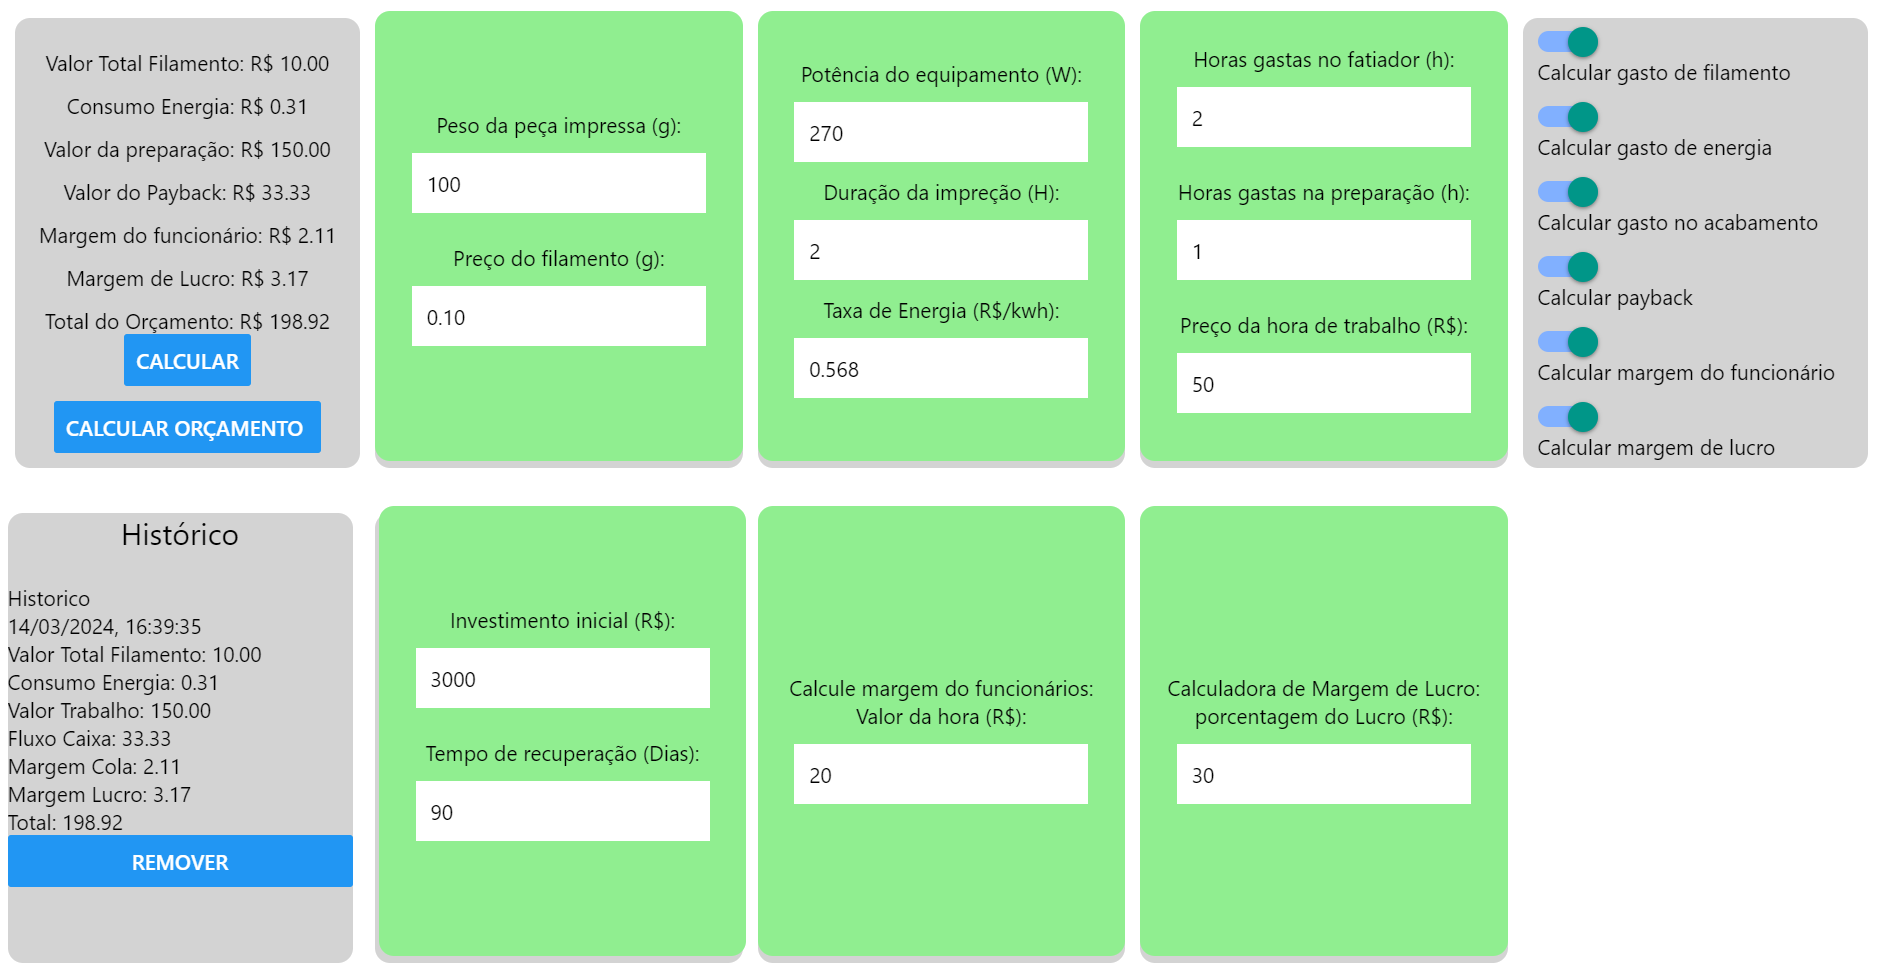 Valor Total Filamento: R$ 10.00
Consumo Energia: R$ 0.31
Valor da preparação: R$ 150.00
Valor do Payback: R$ 33.33
Margem do funcionário: R$ 2.11
Margem de Lucro: R$ 3.17
Total do Orçamento: R$ 198.92
CALCULAR
CALCULAR ORÇAMENTO
Peso da peça impressa (g):
100
Preço do filamento (g):
0.10
Potência do equipamento (W):
270
Duração da impreção (H):
2
Taxa de Energia (R$/kwh):
0.568
Horas gastas no fatiador (h):
2
Horas gastas na preparação (h):
1
Preço da hora de trabalho (R$):
50
Calcular gasto de filamento
Calcular gasto de energia
Calcular gasto no acabamento
Calcular payback
Calcular margem do funcionário
Calcular margem de lucro
Histórico
Historico
14/03/2024, 16:39:35
Valor Total Filamento: 10.00
Consumo Energia: 0.31
Valor Trabalho: 150.00
Fluxo Caixa: 33.33
Margem Cola: 2.11
Margem Lucro: 3.17
Total: 198.92
REMOVER
Investimento inicial (R$):
3000
Tempo de recuperação (Dias):
90
Calcule margem do funcionários:
Valor da hora (R$):
20
Calculadora de Margem de Lucro:
porcentagem do Lucro (R$):
30